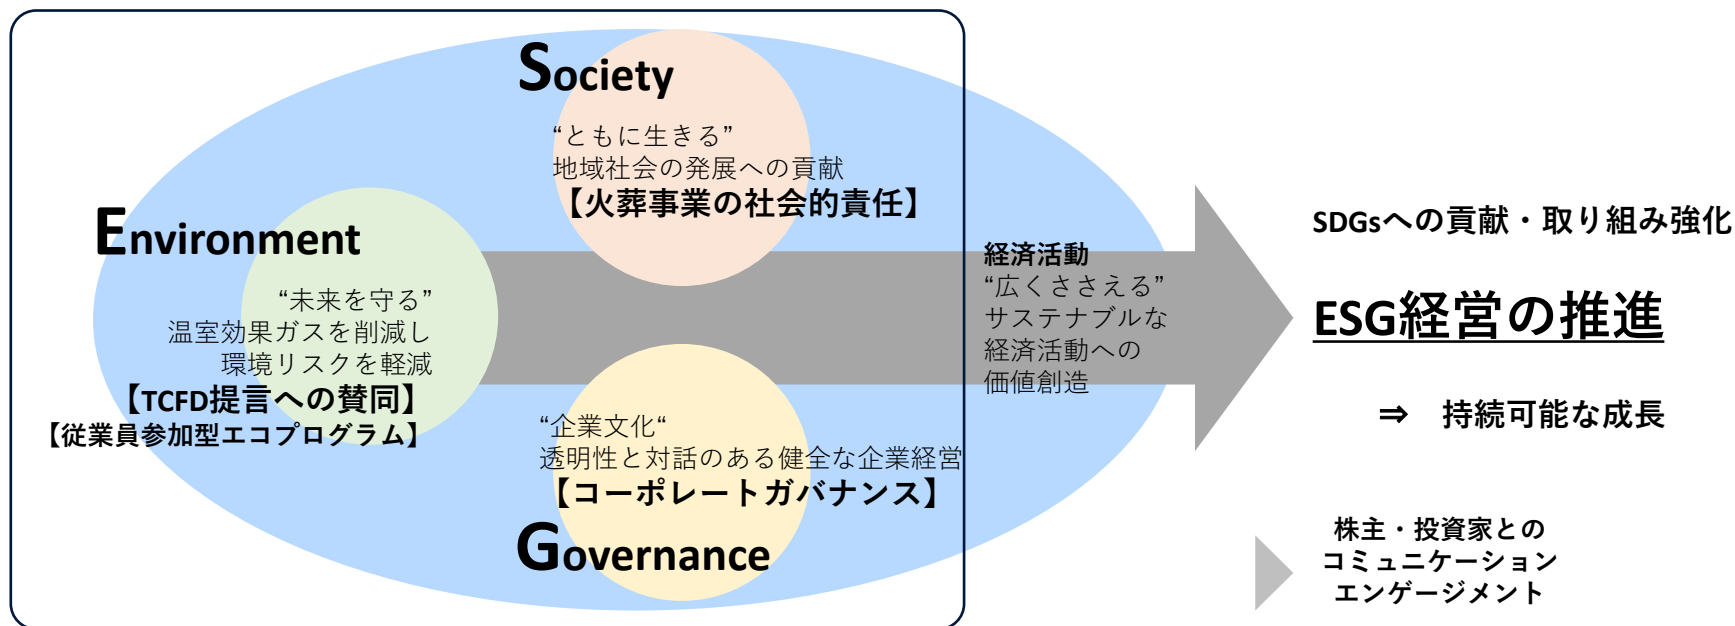 Society
“ともに生きる”
地域社会の発展への貢献
【火葬事業の社会的責任】
Environment
“未来を守る”
温室効果ガスを削減し
環境リスクを軽減
【TCFD提言への賛同】
【従業員参加型エコプログラム】
“企業文化“
透明性と対話のある健全な企業経営
【コーポレートガバナンス】
Governance
経済活動
“広くささえる”
サステナブルな
経済活動への
価値創造
SDGsへの貢献・取り組み強化
ESG経営の推進
⇒ 持続可能な成長
株主・投資家との
コミュニケーション
エンゲージメント